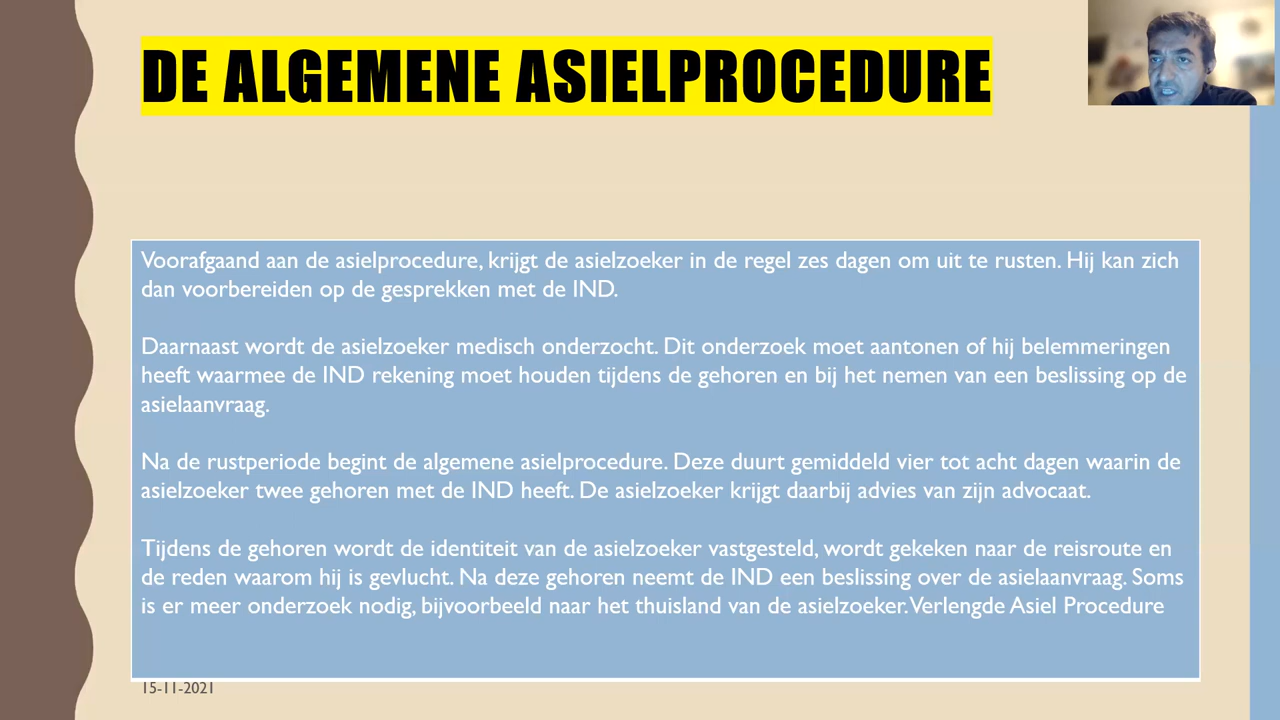 DE ALGEMENE ASIELPROCEDURE
Voorafgaand aan de asielprocedure, krijgt de asielzoeker in de regel zes dagen om uit te rusten. Hij kan zich
dan voorbereiden op de gesprekken met de IND.
Daarnaast wordt de asielzoeker medisch onderzocht. Dit onderzoek moet aantonen of hij belemmeringen
heeft waarmee de IND rekening moet houden tijdens de gehoren en bij het nemen van een beslissing op de
asielaanvraag.
Na de rustperiode begint de algemene asielprocedure. Deze duurt gemiddeld vier tot acht dagen waarin de
asielzoeker twee gehoren met de IND heeft. De asielzoeker krijgt daarbij advies van zijn advocaat.
Tijdens de gehoren wordt de identiteit van de asielzoeker vastgesteld, wordt gekeken naar de reisroute en
de reden waarom hij is gevlucht. Na deze gehoren neemt de IND een beslissing over de asielaanvraag. Soms
is er meer onderzoek nodig, bijvoorbeeld naar het thuisland van de asielzoeker. Verlengde Asiel Procedure
15-11-2021